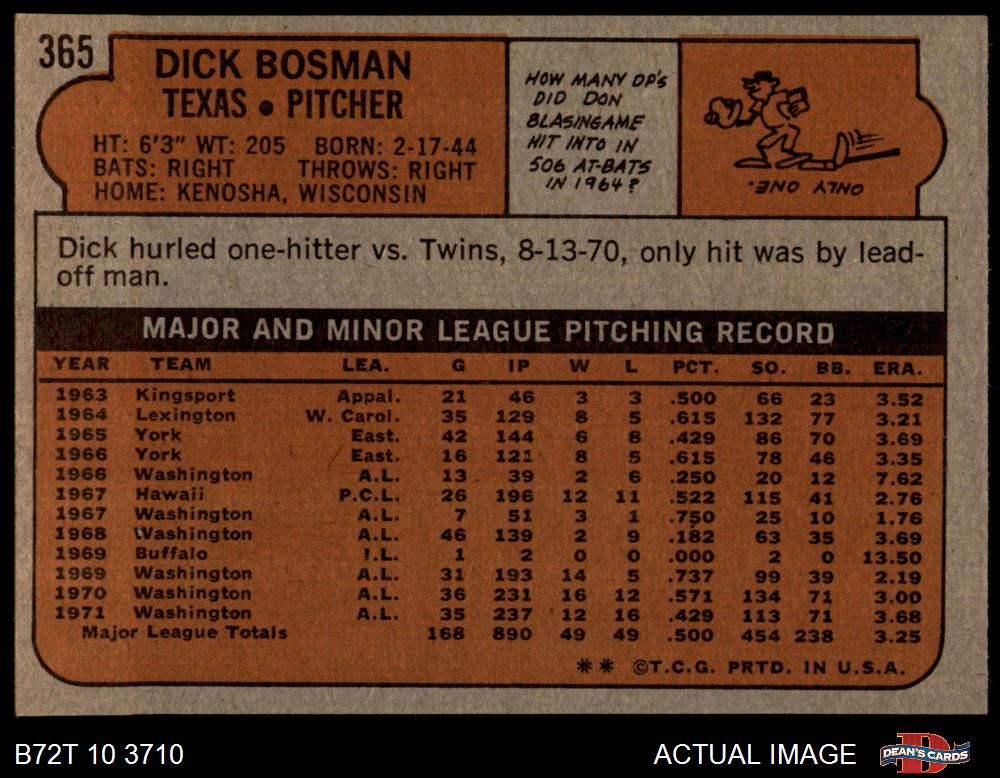 365
DICK BOSMAN
TEXAS • PITCHER
HT: 6'3" WT: 205 BORN: 2-17-44
BATS: RIGHT THROWS: RIGHT
HOME: KENOSHA, WISCONSIN
HOW MANY DP'S
DID DON
BLASINGAME
HIT INTO IN
506 AT-BATS
IN 1964?
ONLY ONE.
Dick hurled one-hitter vs. Twins, 8-13-70, only hit was by lead-
off man.
MAJOR AND MINOR LEAGUE PITCHING RECORD
YEAR TEAM LEA. G IP W L PCT. SO. BB. ERA.
1963 Kingsport Appal. 21 46 3 3 .500 66 23 3.52
1964 Lexington W. Carol. 35 129 8 5 .615 132 77 3.21
1965 York East. 42 144 6 8 .429 86 70 3.69
1966 York East. 16 121 8 5 .615 78 46 3.35
1966 Washington A.L. 13 39 2 6 .250 20 12 7.62
1967 Hawaii P.C.L. 26 196 12 11 .522 115 41 2.76
1967 Washington A.L. 7 51 3 1 .750 25 10 1.76
1968 Washington A.L. 46 139 2 9 .182 63 35 3.69
1969 Buffalo I.L. 1 2 0 0 .000 2 0 13.50
1969 Washington A.L. 31 193 14 5 .737 99 39 2.19
1970 Washington A.L. 36 231 16 12 .571 134 71 3.00
1971 Washington A.L. 35 237 12 16 .429 113 71 3.68
Major League Totals 168 890 49 49 .500 454 238 3.25
** ©T.C.G. PRTD. IN U.S.A.
B72T 10 3710
ACTUAL IMAGE
DEAN'S CARDS